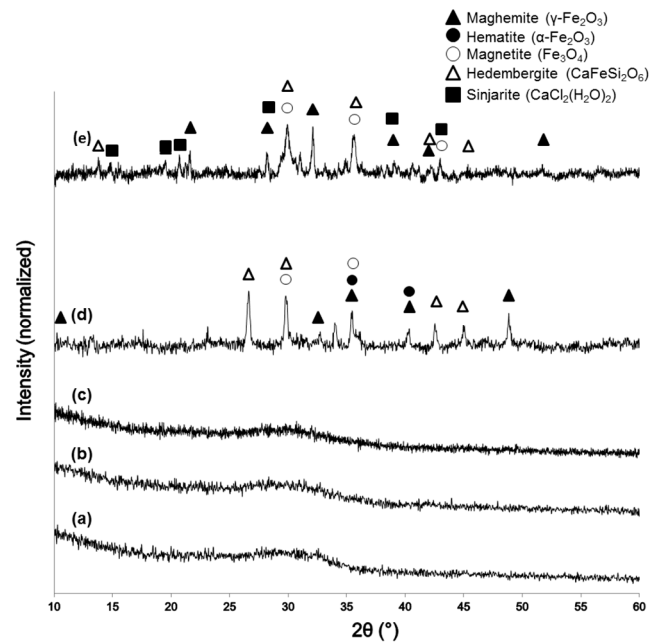 Maghemite (γ-Fe₂O₃)
Hematite (α-Fe₂O₃)
Magnetite (Fe₃O₄)
Hedembergite (CaFeSi₂O₆)
Sinjarite (CaCl₂(H₂O)₂)
(e)
(d)
(c)
(b)
(a)
Intensity (normalized)
10 15 20 25 30 35 40 45 50 55 60
2θ (°)